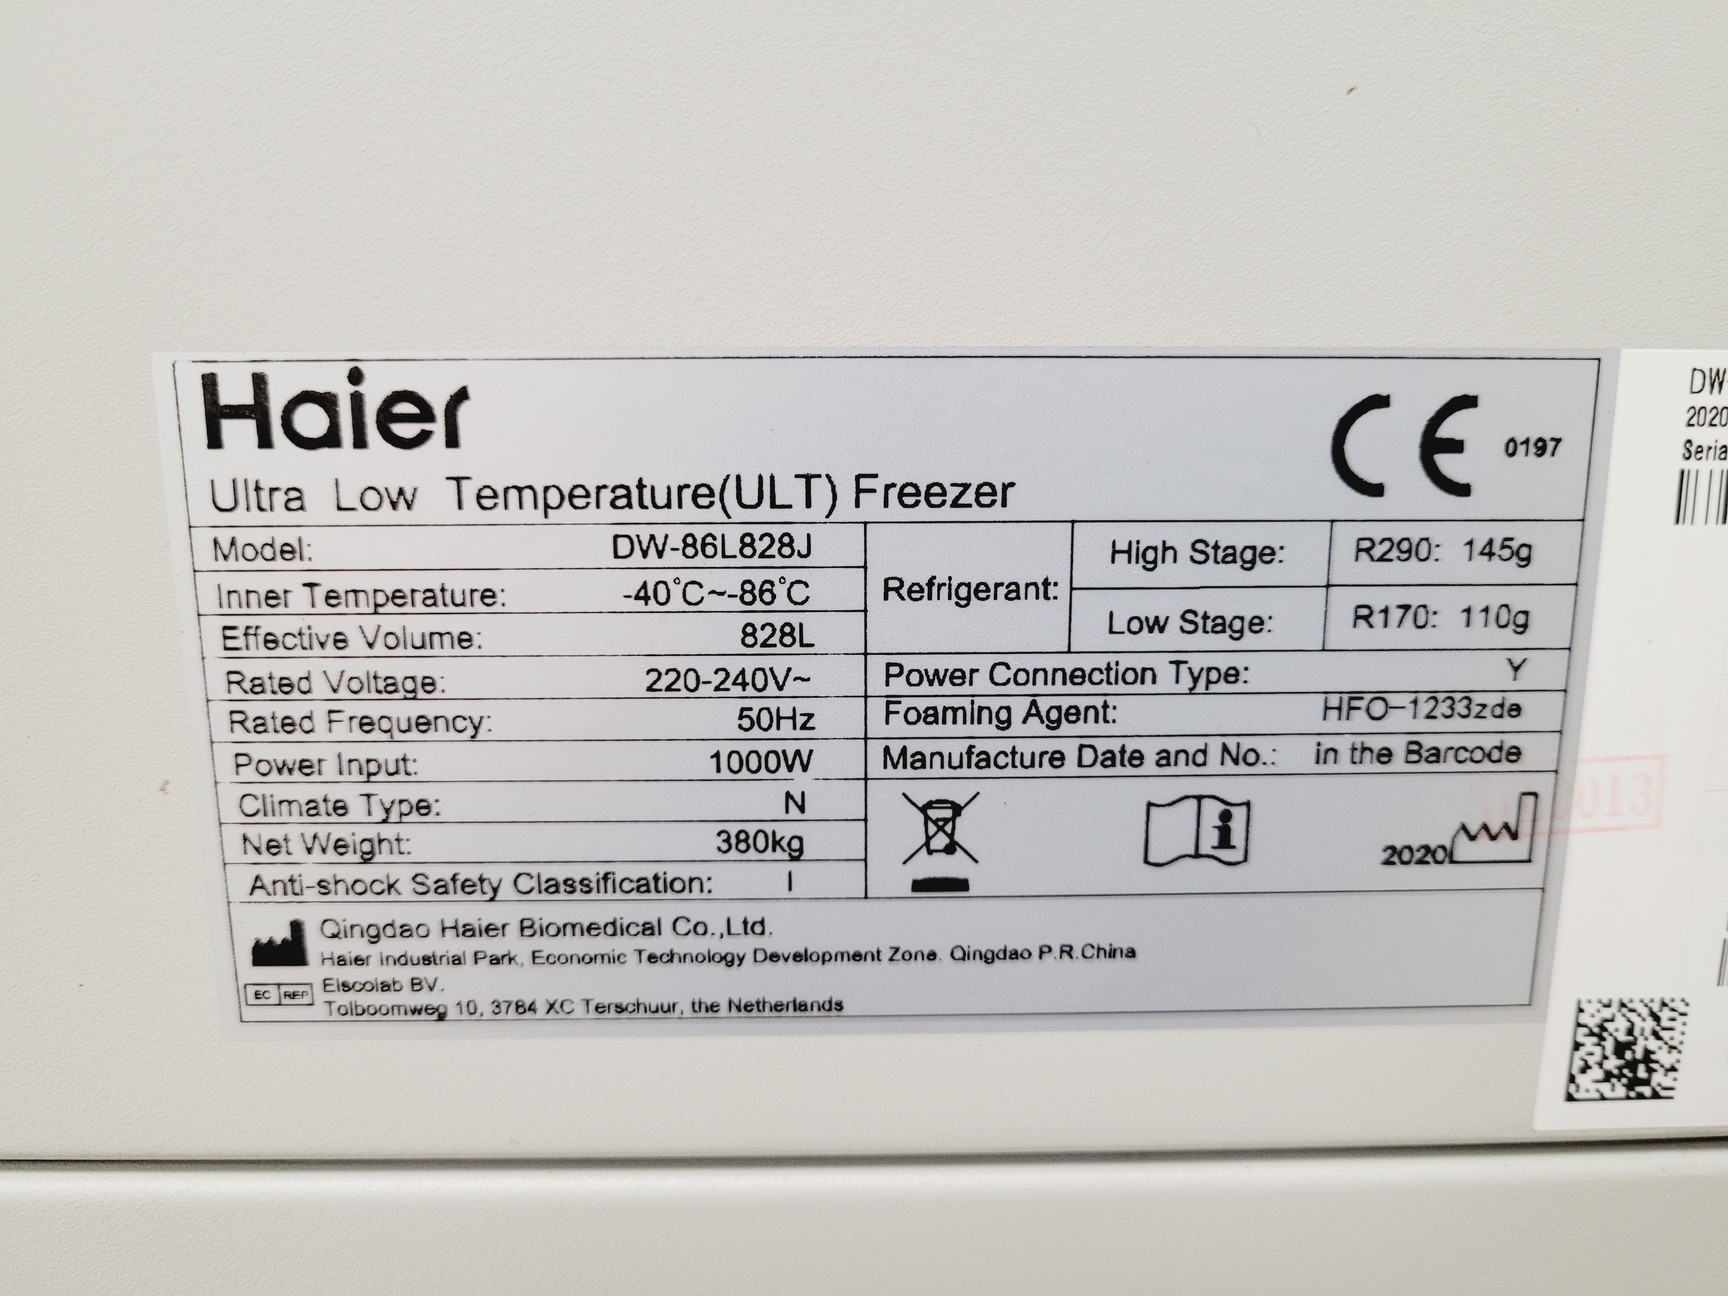 Haier
CE 0197
Ultra Low Temperature(ULT) Freezer
Model: DW-86L828J
Inner Temperature: -40°C~-86°C
Effective Volume: 828L
Rated Voltage: 220-240V~
Rated Frequency: 50Hz
Power Input: 1000W
Climate Type: N
Net Weight: 380kg
Anti-shock Safety Classification: I
Refrigerant:
High Stage: R290: 145g
Low Stage: R170: 110g
Power Connection Type: Y
Foaming Agent: HFO-1233zde
Manufacture Date and No.: in the Barcode
2020
Qingdao Haier Biomedical Co.,Ltd.
Haier Industrial Park, Economic Technology Development Zone. Qingdao P.R.China
EC REP
Elscolab BV.
Tolboomweg 10, 3784 XC Terschuur, the Netherlands
DW-
2020
Seria